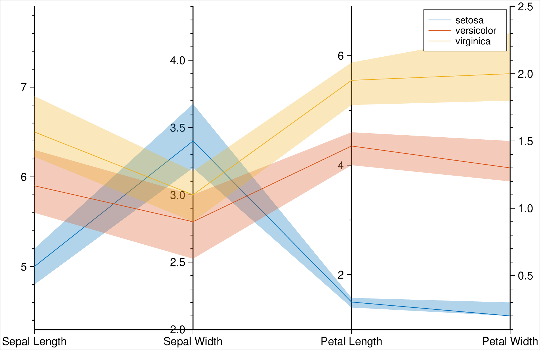 setosa
versicolor
virginica
7
6
5
4.0
3.5
3.0
2.5
2.0
6
4
2
2.5
2.0
1.5
1.0
0.5
Sepal Length
Sepal Width
Petal Length
Petal Width